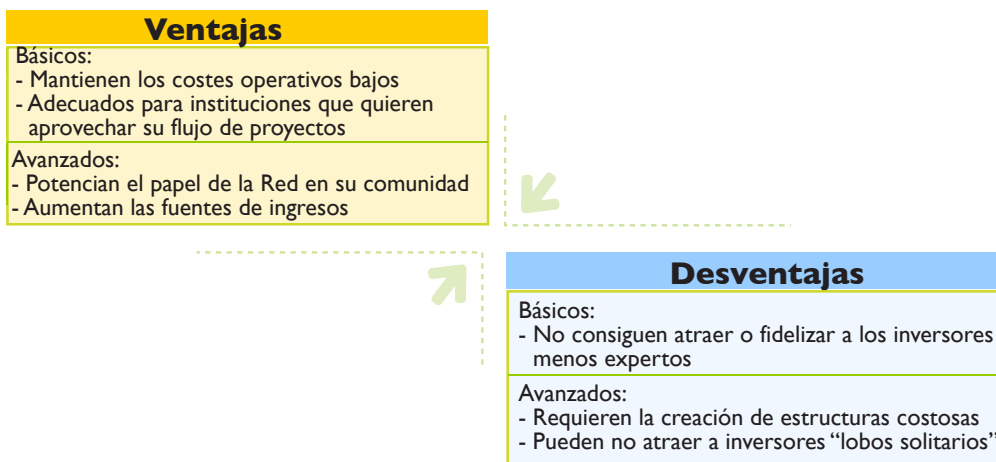 Ventajas
Básicos:
- Mantienen los costes operativos bajos
- Adecuados para instituciones que quieren
aprovechar su flujo de proyectos
Avanzados:
- Potencian el papel de la Red en su comunidad
- Aumentan las fuentes de ingresos
Desventajas
Básicos:
- No consiguen atraer o fidelizar a los inversores
menos expertos
Avanzados:
- Requieren la creación de estructuras costosas
- Pueden no atraer a inversores “lobos solitarios”